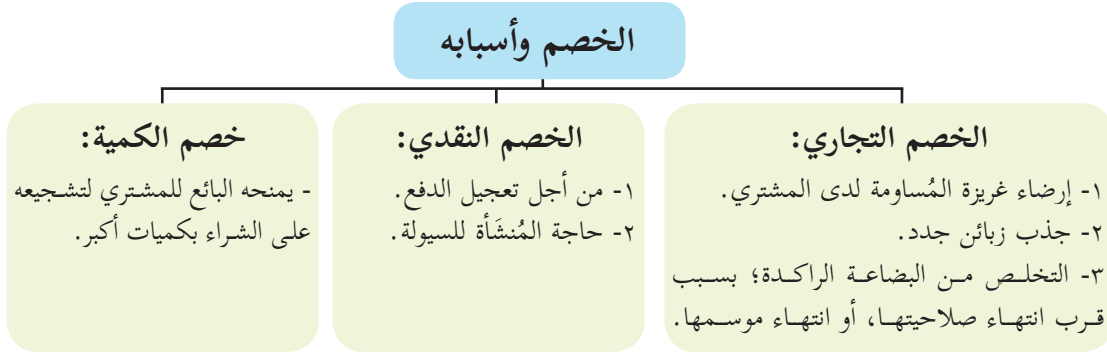 الخصم وأسبابه
الخصم التجاري:
١- إرضاء غريزة المُساومة لدى المشتري.
٢- جذب زبائن جدد.
٣- التخلص من البضاعة الراكدة؛ بسبب
قرب انتهاء صلاحيتها، أو انتهاء موسمها.
الخصم النقدي:
١- من أجل تعجيل الدفع.
٢- حاجة المُنشَأة للسيولة.
خصم الكمية:
- يمنحه البائع للمشتري لتشجيعه
على الشراء بكميات أكبر.